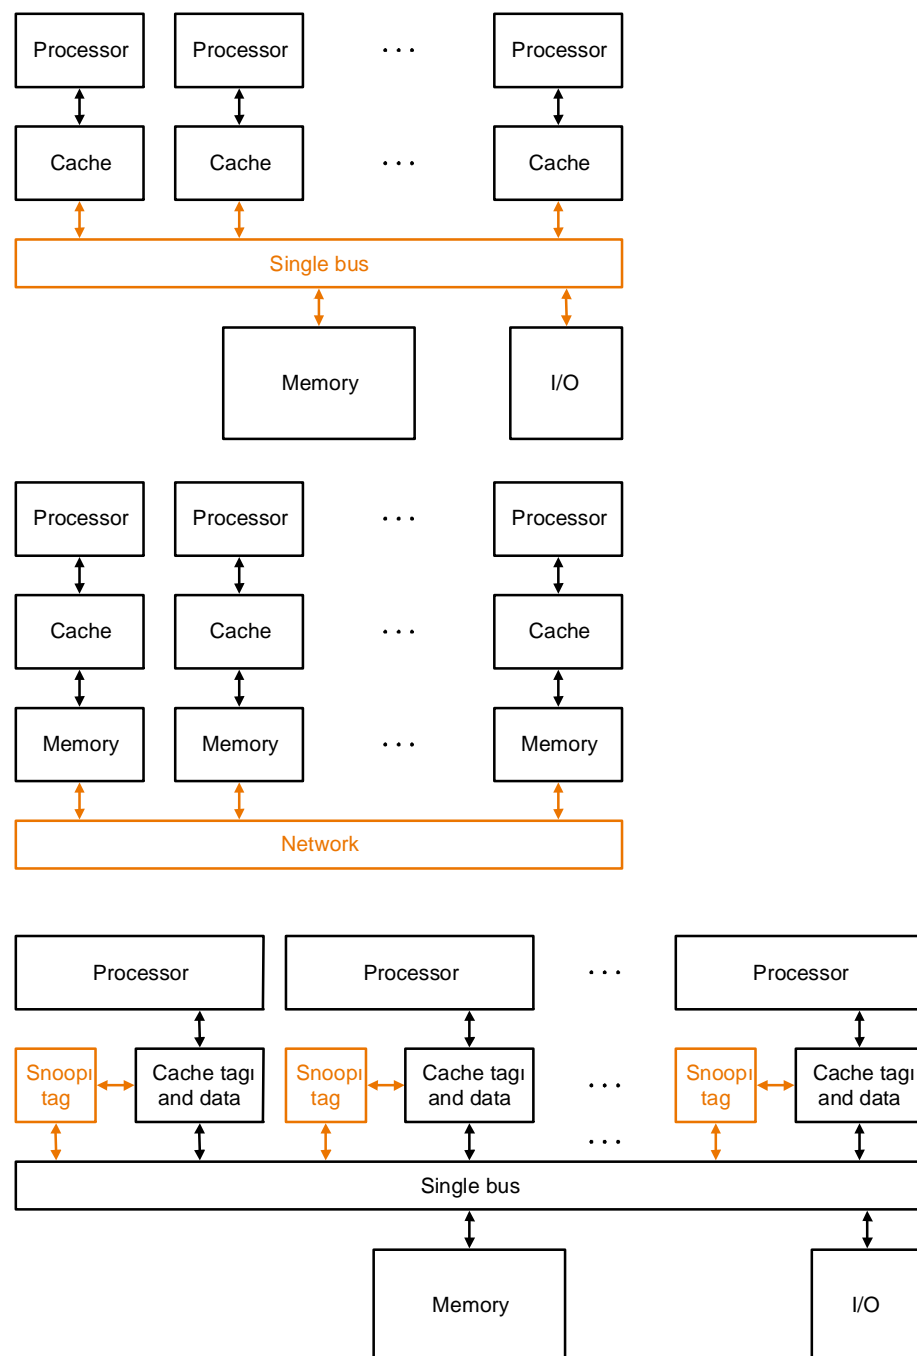 Processor Processor . . . Processor
Cache Cache . . . Cache
Single bus
Memory I/O
Processor Processor . . . Processor
Cache Cache . . . Cache
Memory Memory . . . Memory
Network
Processor Processor . . . Processor
Snoop Cache tag Snoop Cache tag . . . Snoop Cache tag
tag and data tag and data tag and data
. . .
Single bus
Memory I/O